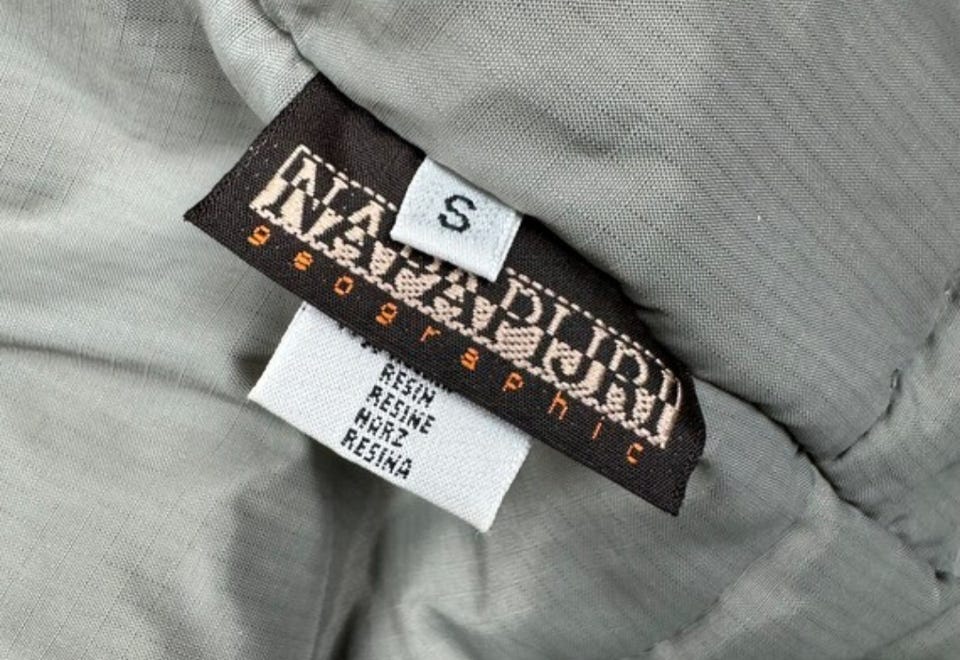 S
NAPAPIJRI
geographic
RESIN
RESINE
HARZ
RESINA